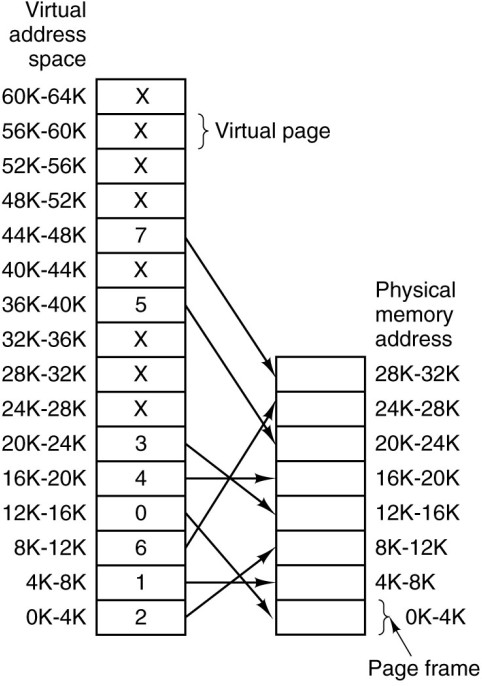 Virtual
address
space
60K-64K X
56K-60K X Virtual page
52K-56K X
48K-52K X
44K-48K 7
40K-44K X
36K-40K 5
32K-36K X
28K-32K X
24K-28K X
20K-24K 3
16K-20K 4
12K-16K 0
8K-12K 6
4K-8K 1
0K-4K 2
Physical
memory
address
28K-32K
24K-28K
20K-24K
16K-20K
12K-16K
8K-12K
4K-8K
0K-4K
Page frame